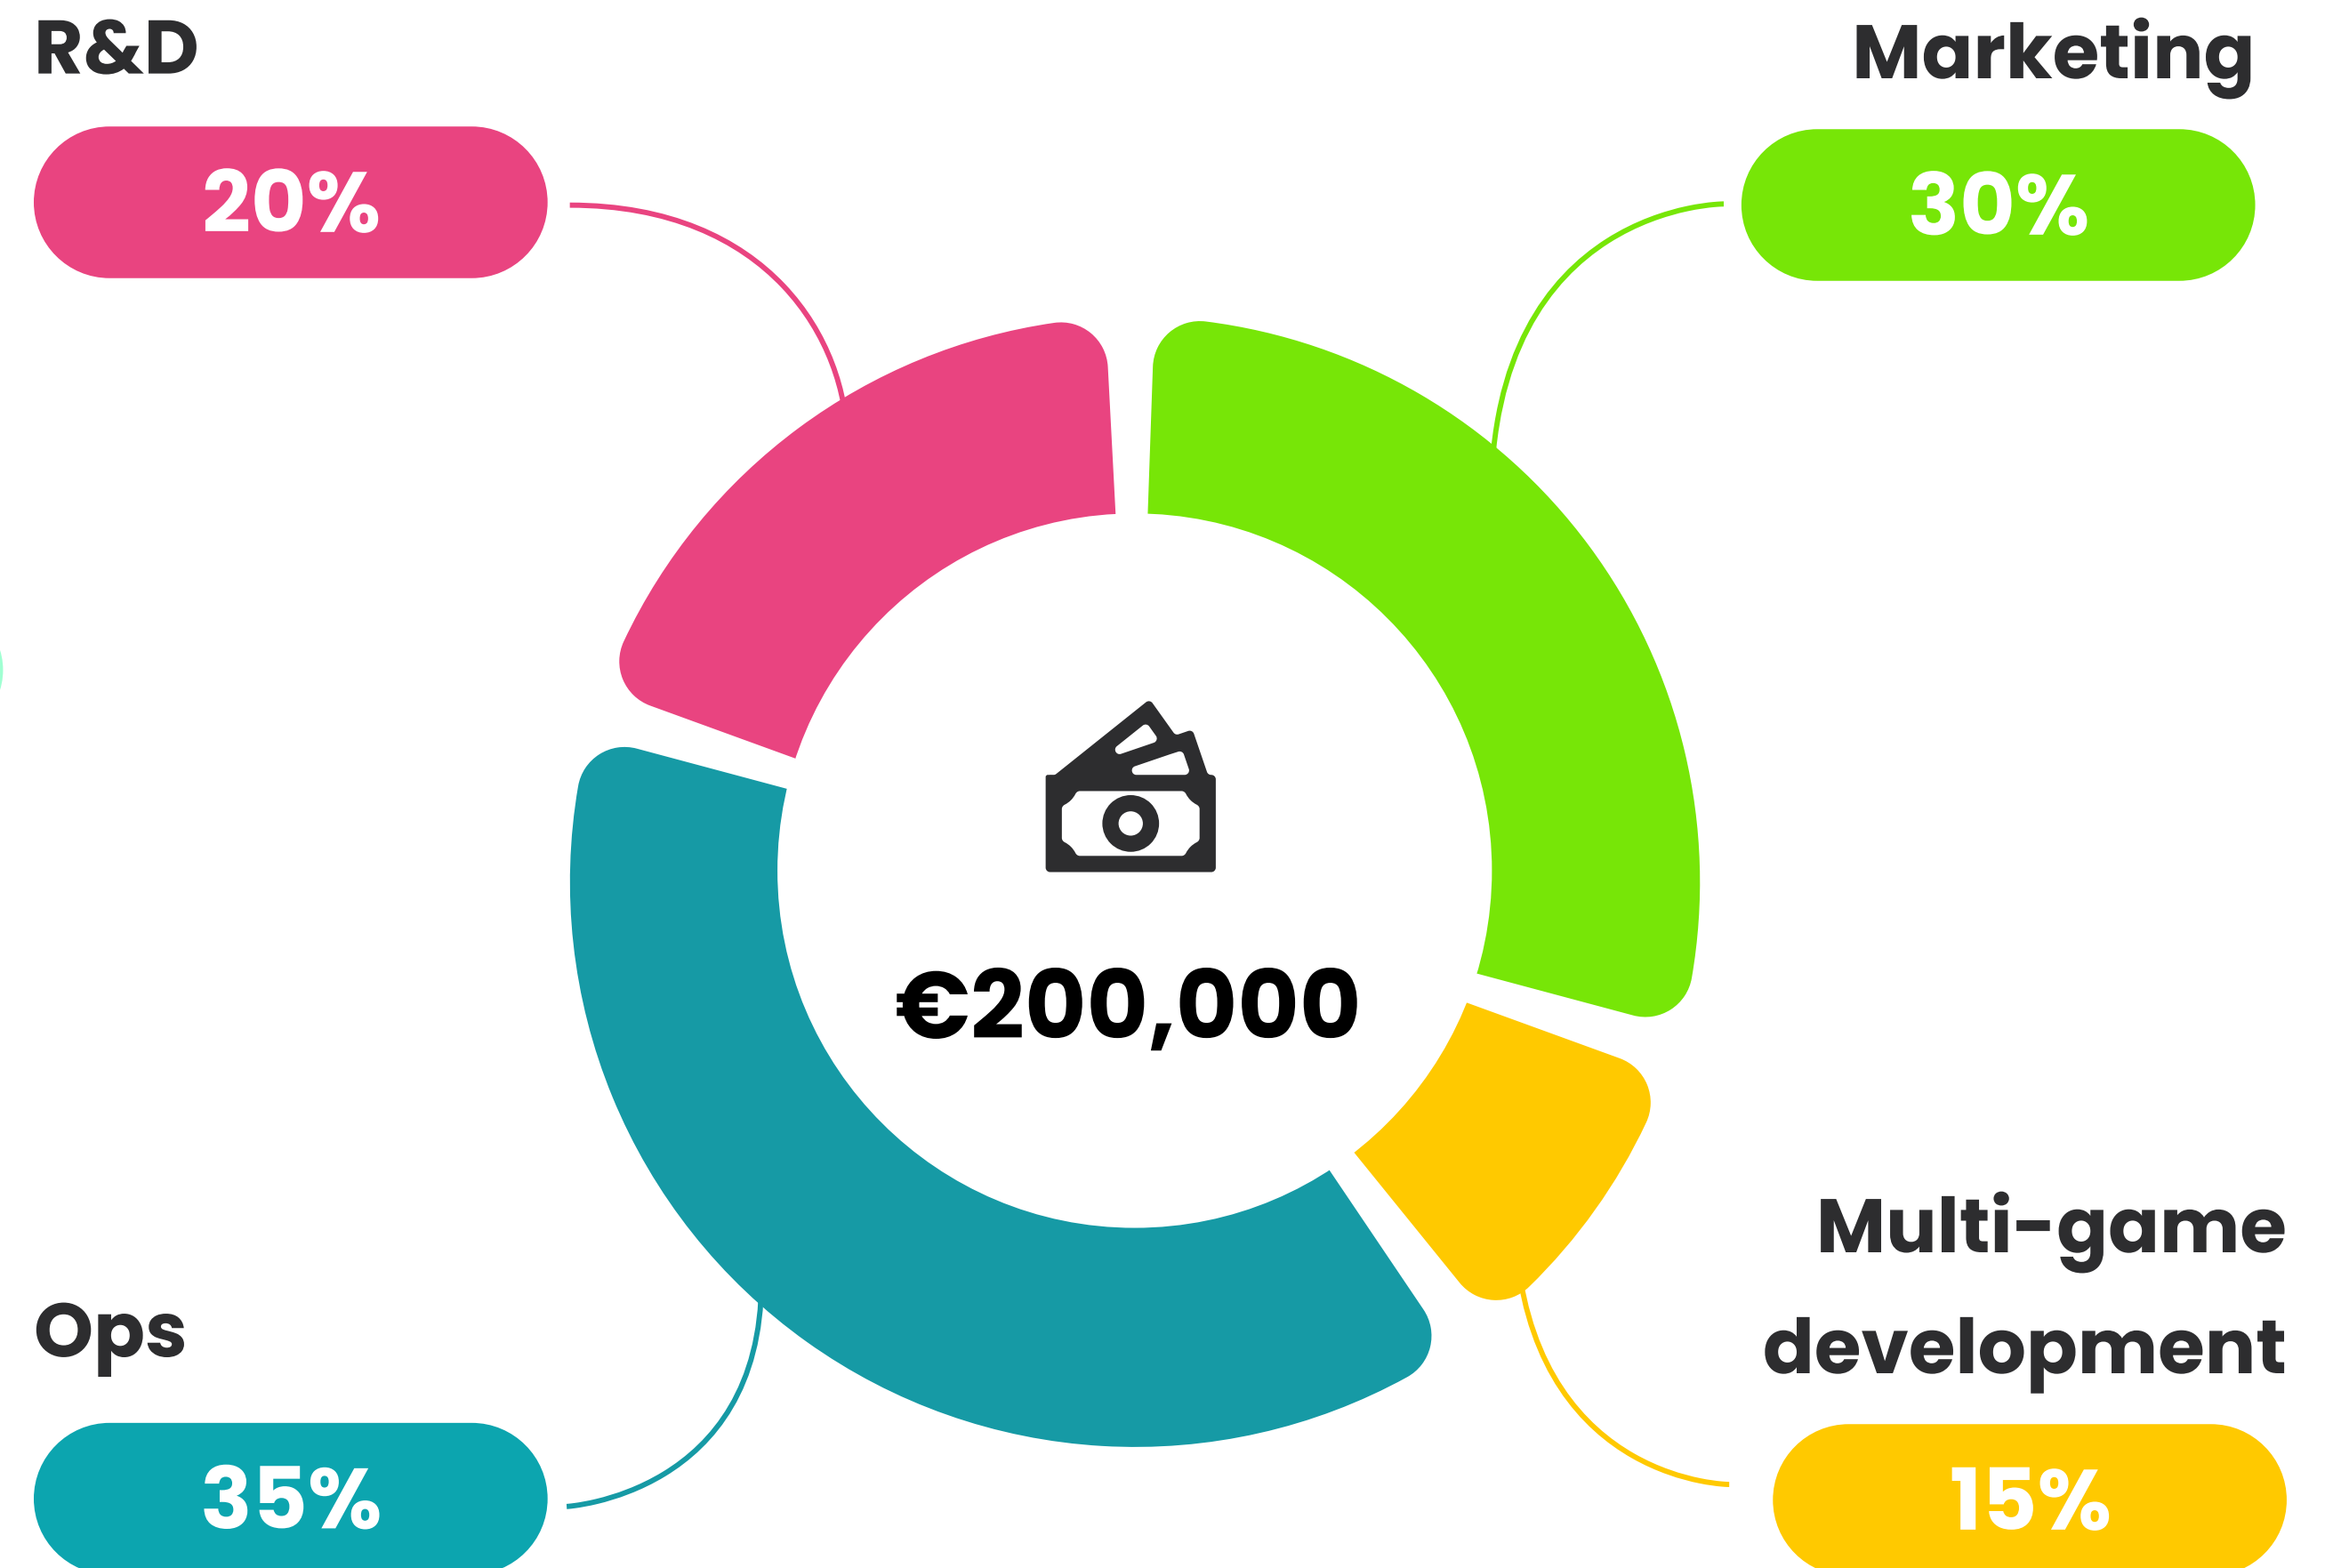 R&D
20%
Marketing
30%
€200,000
Ops
35%
Multi-game
development
15%